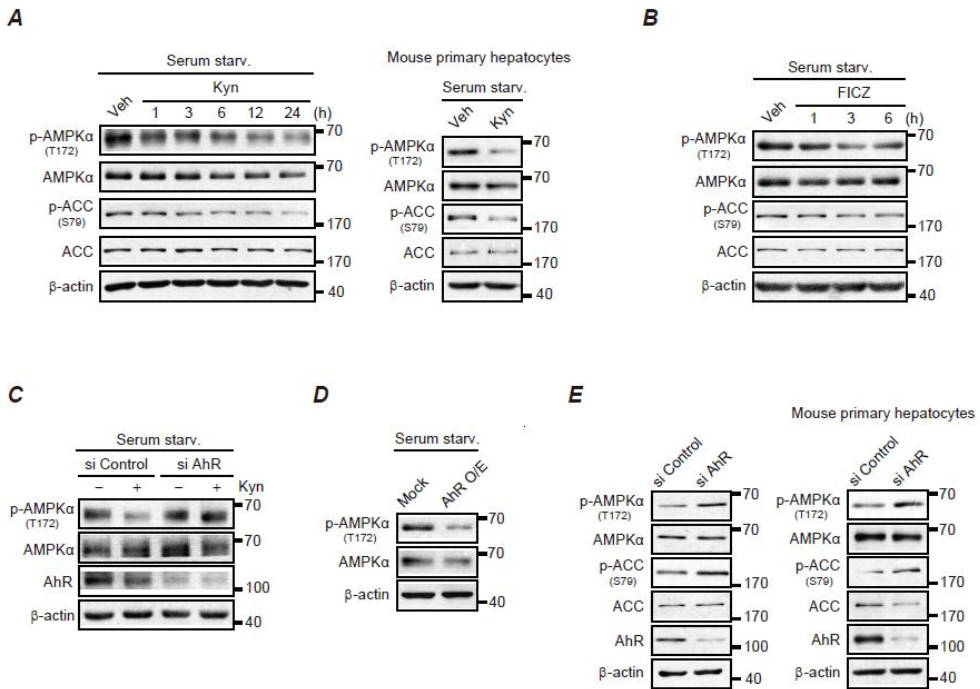 A
Serum starv.
Kyn
Veh 1 3 6 12 24 (h)
p-AMPKα 70
(T172)
AMPKα 70
p-ACC
(S79) 170
ACC 170
β-actin 40
Mouse primary hepatocytes
Serum starv.
Veh Kyn
p-AMPKα 70
(T172)
AMPKα 70
p-ACC
(S79) 170
ACC 170
β-actin 40
B
Serum starv.
FICZ
Veh 1 3 6 (h)
p-AMPKα 70
(T172)
AMPKα 70
p-ACC
(S79) 170
ACC 170
β-actin 40
C
Serum starv.
si Control si AhR
– + – + Kyn
p-AMPKα 70
(T172)
AMPKα 70
AhR 100
β-actin 40
D
Serum starv.
Mock AhR O/E
p-AMPKα 70
(T172)
AMPKα 70
β-actin 40
E
si Control si AhR
p-AMPKα 70
(T172)
AMPKα 70
p-ACC
(S79) 170
ACC 170
AhR 100
β-actin 40
Mouse primary hepatocytes
si Control si AhR
p-AMPKα 70
(T172)
AMPKα 70
p-ACC
(S79) 170
ACC 170
AhR 100
β-actin 40